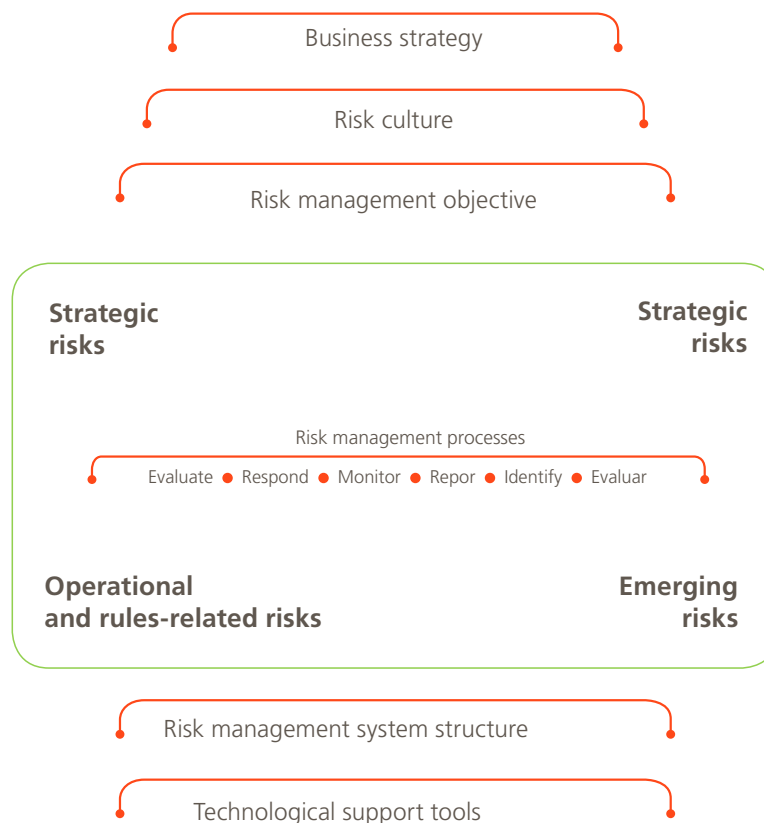 Business strategy
Risk culture
Risk management objective
Strategic
risks
Strategic
risks
Risk management processes
Evaluate ● Respond ● Monitor ● Repor ● Identify ● Evaluar
Operational
and rules-related risks
Emerging
risks
Risk management system structure
Technological support tools